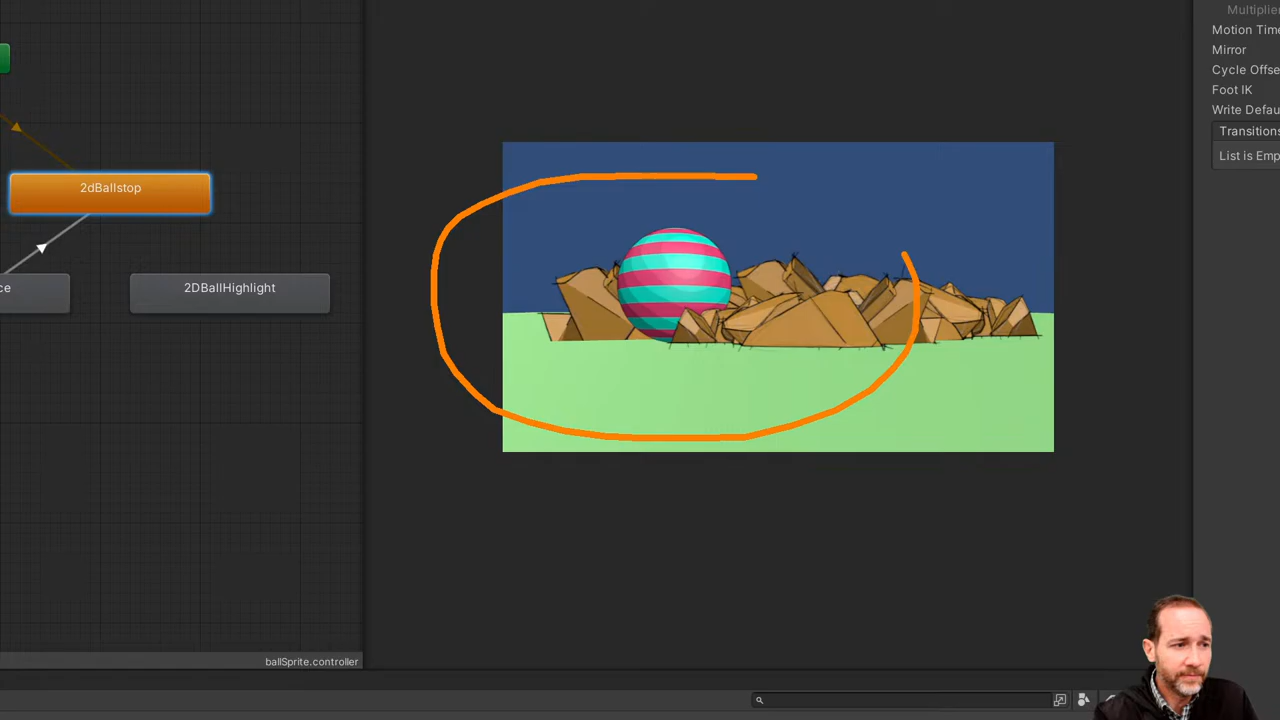 Multiplier
Motion Time
Mirror
Cycle Offse
Foot IK
Write Defau
Transitions
List is Emp
2dBallstop
ce
2DBallHighlight
ballSprite.controller